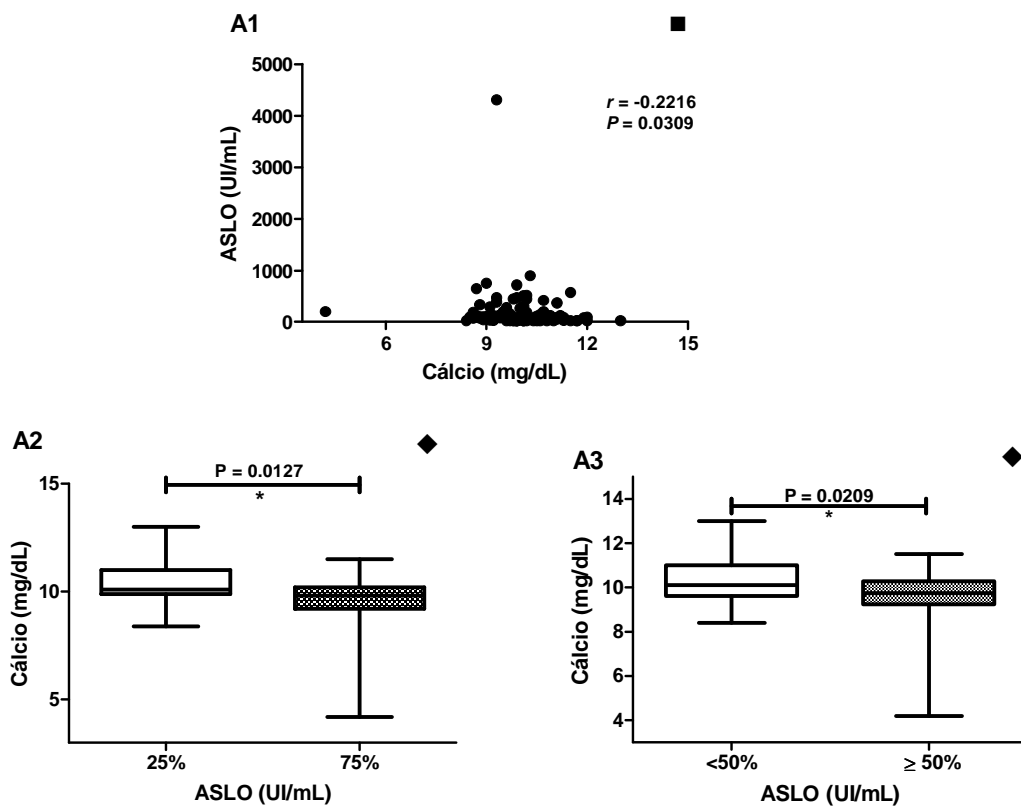 A1
r = -0.2216
P = 0.0309
5000
4000
3000
2000
1000
0
ASLO (UI/mL)
6 9 12 15
Cálcio (mg/dL)
A2
P = 0.0127
*
15
10
5
Cálcio (mg/dL)
25% 75%
ASLO (UI/mL)
A3
P = 0.0209
*
14
12
10
8
6
4
Cálcio (mg/dL)
<50% ≥ 50%
ASLO (UI/mL)